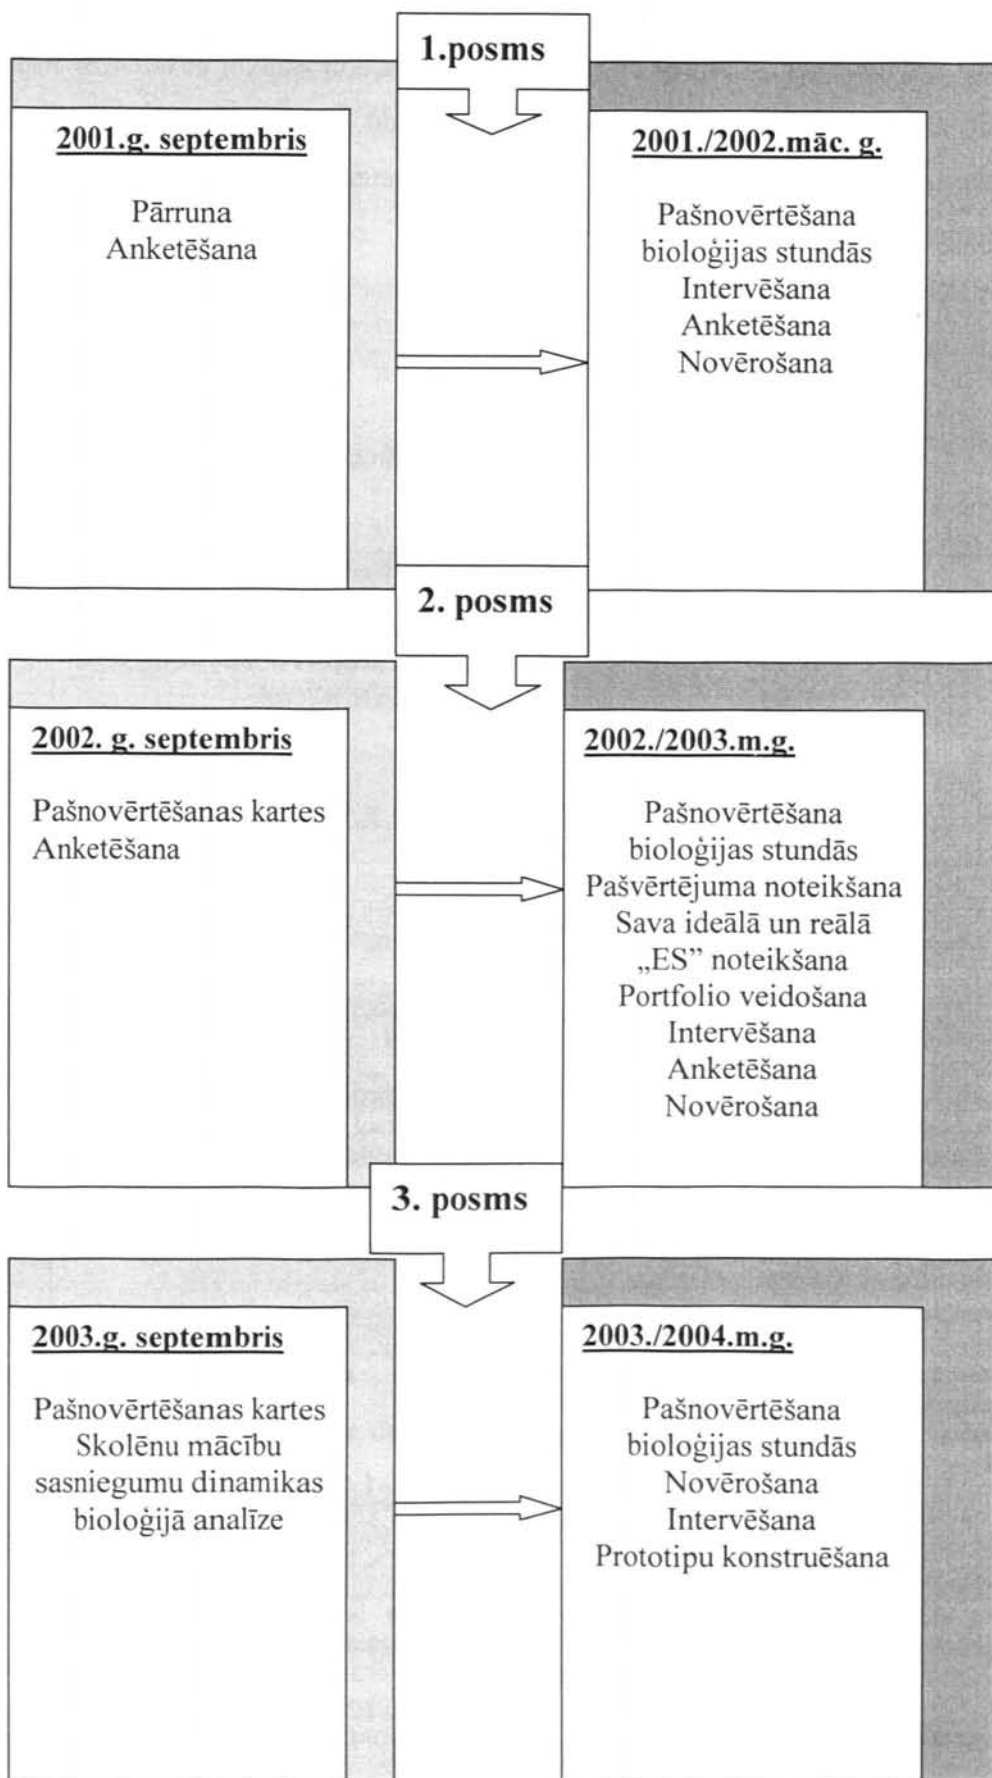 1.posms
2001.g. septembris
Pārruna
Anketēšana
2001./2002.māc. g.
Pašnovērtēšana
bioloģijas stundās
Intervēšana
Anketēšana
Novērošana
2. posms
2002. g. septembris
Pašnovērtēšanas kartes
Anketēšana
2002./2003.m.g.
Pašnovērtēšana
bioloģijas stundās
Pašvērtējuma noteikšana
Sava ideālā un reālā
„ES” noteikšana
Portfolio veidošana
Intervēšana
Anketēšana
Novērošana
3. posms
2003.g. septembris
Pašnovērtēšanas kartes
Skolēnu mācību
sasniegumu dinamikas
bioloģijā analīze
2003./2004.m.g.
Pašnovērtēšana
bioloģijas stundās
Novērošana
Intervēšana
Prototipu konstruēšana